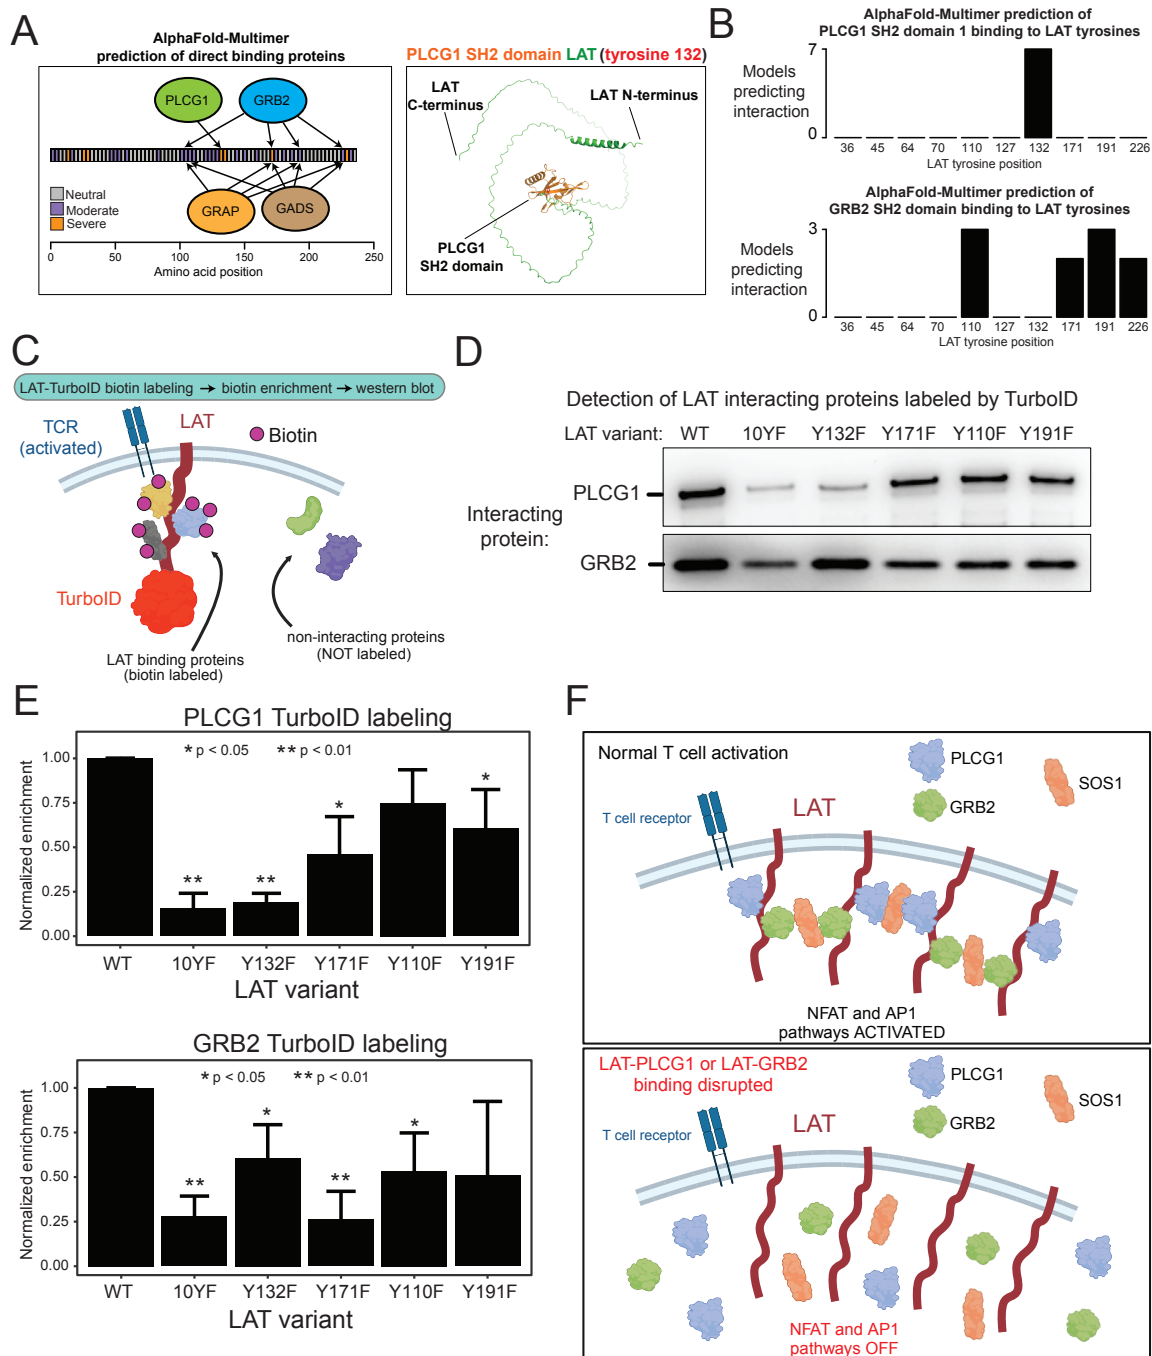 A
AlphaFold-Multimer
prediction of direct binding proteins
PLCG1
GRB2
GRAP
GADS
Neutral
Moderate
Severe
0 50 100 150 200 250
Amino acid position
PLCG1 SH2 domain LAT (tyrosine 132)
LAT
C-terminus
LAT N-terminus
PLCG1
SH2 domain
B
AlphaFold-Multimer prediction of
PLCG1 SH2 domain 1 binding to LAT tyrosines
Models
predicting
interaction
7
0
36 45 64 70 110 127 132 171 191 226
LAT tyrosine position
AlphaFold-Multimer prediction of
GRB2 SH2 domain binding to LAT tyrosines
Models
predicting
interaction
3
0
36 45 64 70 110 127 132 171 191 226
LAT tyrosine position
C
LAT-TurboID biotin labeling → biotin enrichment → western blot
TCR
(activated)
LAT
Biotin
TurboID
LAT binding proteins
(biotin labeled)
non-interacting proteins
(NOT labeled)
D
Detection of LAT interacting proteins labeled by TurboID
LAT variant: WT 10YF Y132F Y171F Y110F Y191F
Interacting
protein:
PLCG1
GRB2
E
PLCG1 TurboID labeling
* p < 0.05 ** p < 0.01
Normalized enrichment
1.00
0.75
0.50
0.25
0.00
** ** * *
WT 10YF Y132F Y171F Y110F Y191F
LAT variant
GRB2 TurboID labeling
* p < 0.05 ** p < 0.01
Normalized enrichment
1.00
0.75
0.50
0.25
0.00
** * ** *
WT 10YF Y132F Y171F Y110F Y191F
LAT variant
F
Normal T cell activation
PLCG1
SOS1
GRB2
T cell receptor
LAT
NFAT and AP1
pathways ACTIVATED
LAT-PLCG1 or LAT-GRB2
binding disrupted
PLCG1
SOS1
GRB2
T cell receptor
LAT
NFAT and AP1
pathways OFF